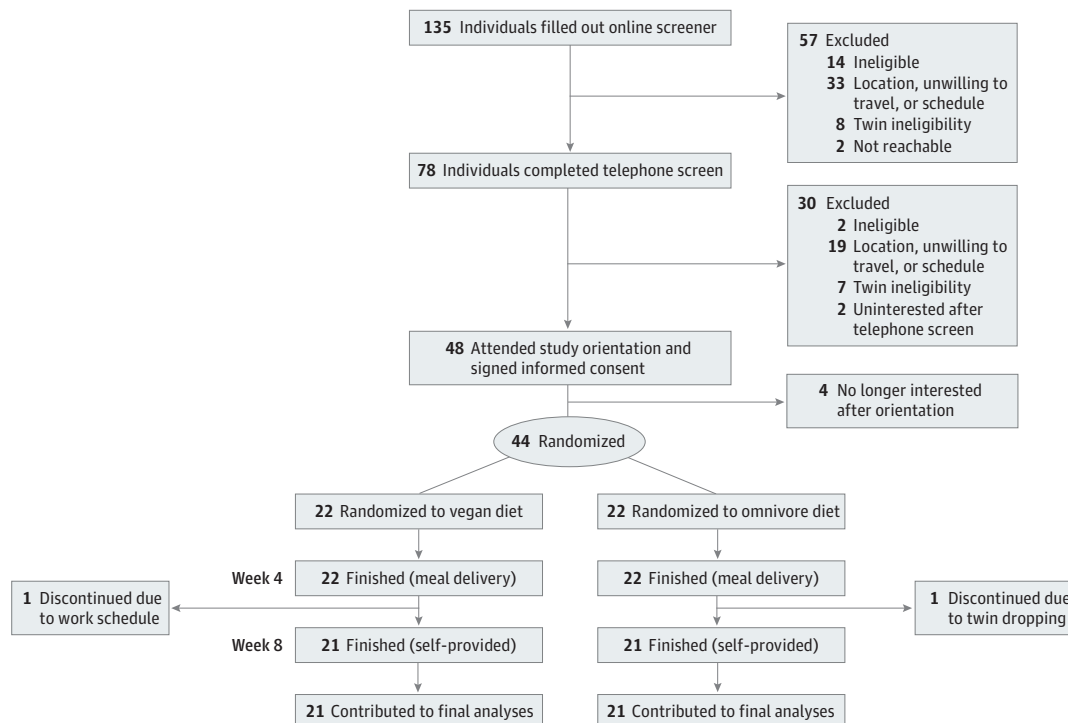 135 Individuals filled out online screener
57 Excluded
14 Ineligible
33 Location, unwilling to
travel, or schedule
8 Twin ineligibility
2 Not reachable
78 Individuals completed telephone screen
30 Excluded
2 Ineligible
19 Location, unwilling to
travel, or schedule
7 Twin ineligibility
2 Uninterested after
telephone screen
48 Attended study orientation and
signed informed consent
4 No longer interested
after orientation
44 Randomized
22 Randomized to vegan diet
22 Randomized to omnivore diet
Week 4
22 Finished (meal delivery)
22 Finished (meal delivery)
1 Discontinued due
to work schedule
1 Discontinued due
to twin dropping
Week 8
21 Finished (self-provided)
21 Finished (self-provided)
21 Contributed to final analyses
21 Contributed to final analyses